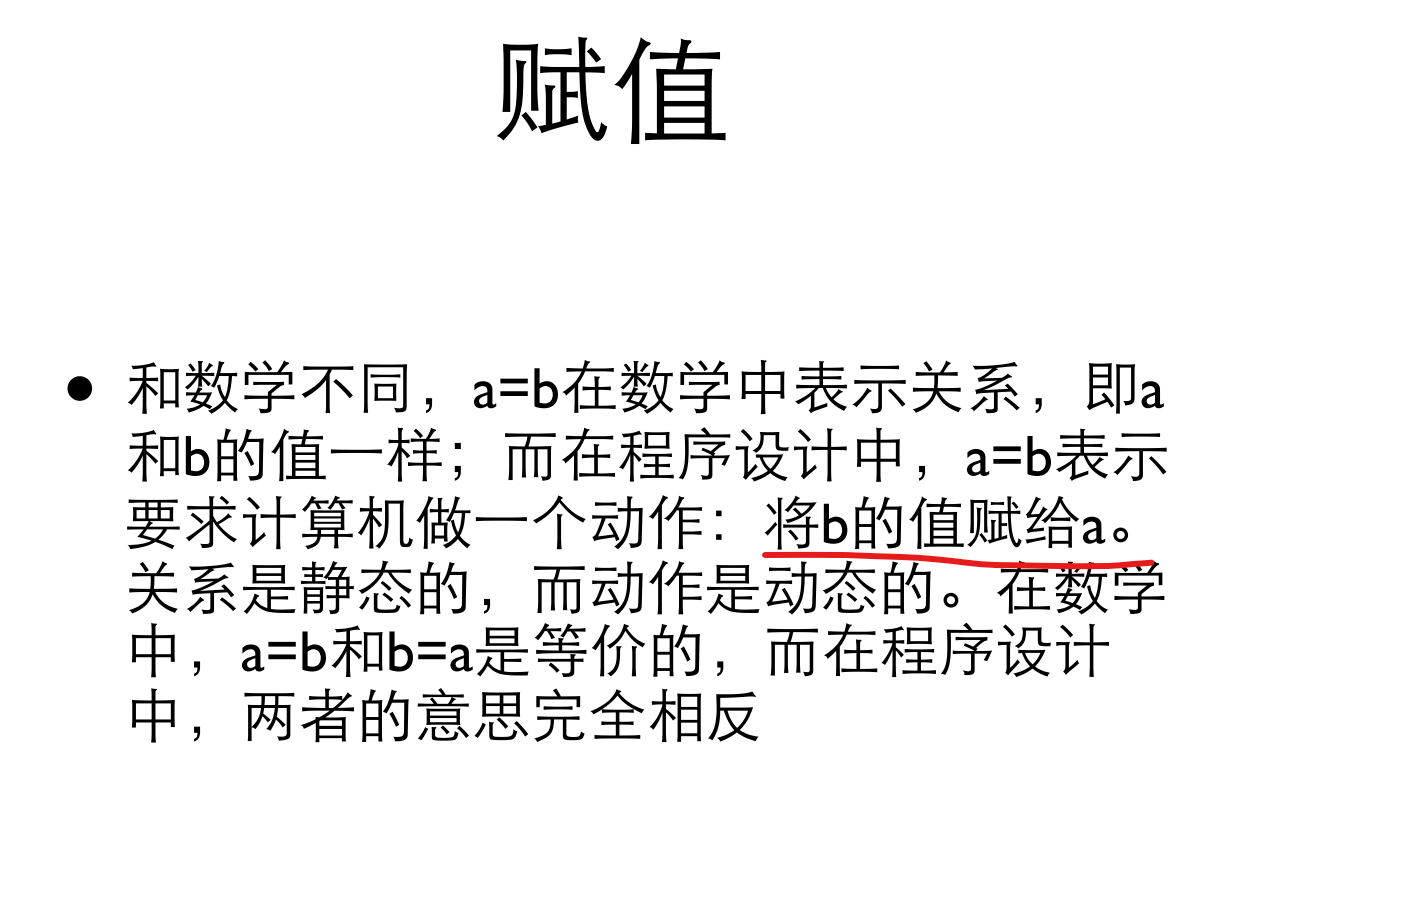 赋值
• 和数学不同，a=b在数学中表示关系，即a
和b的值一样；而在程序设计中，a=b表示
要求计算机做一个动作：将b的值赋给a。
关系是静态的，而动作是动态的。在数学
中，a=b和b=a是等价的，而在程序设计
中，两者的意思完全相反